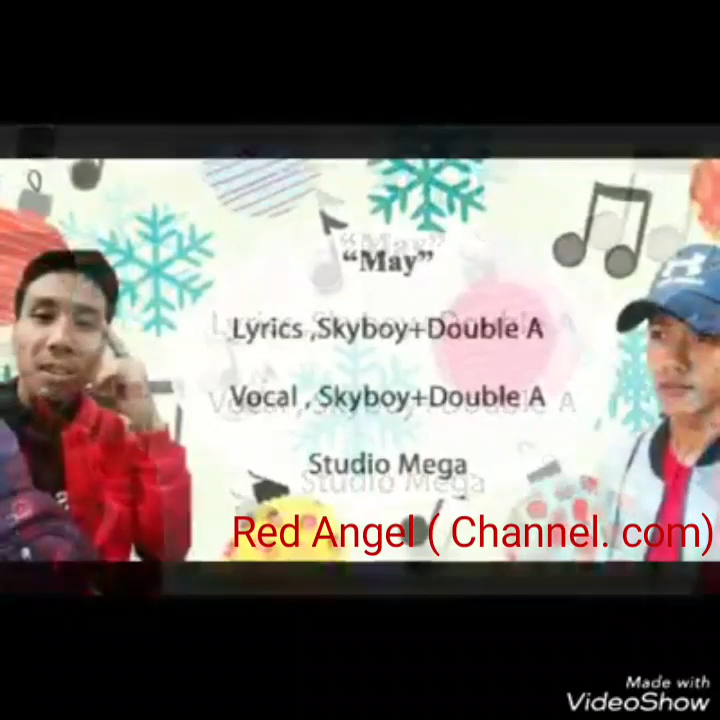 “May”
Lyrics ,Skyboy+Double A
Vocal , Skyboy+Double A
Studio Mega
Red Angel ( Channel. com)
Made with
VideoShow